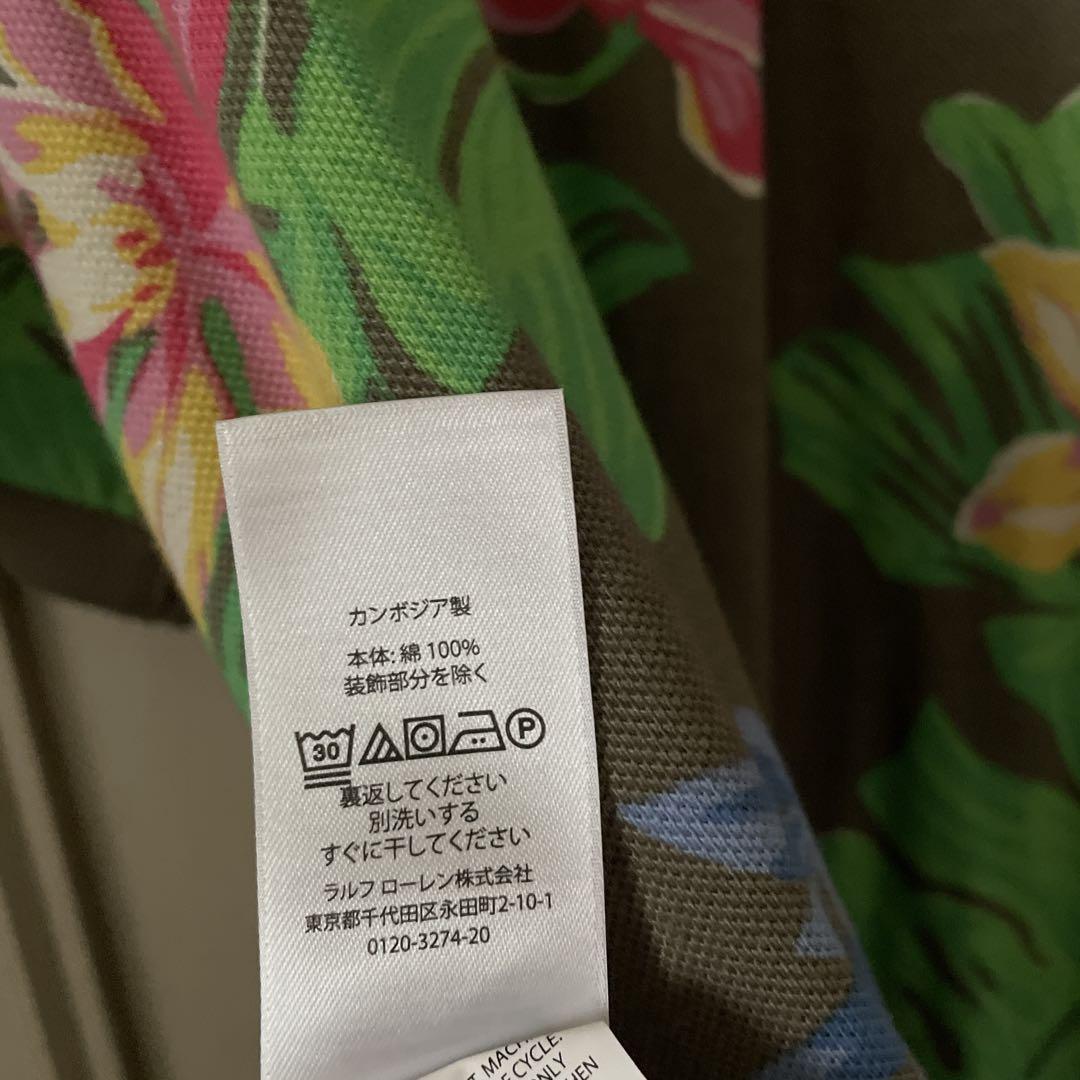 カンボジア製
本体: 綿 100%
装飾部分を除く
30 P
裏返してください
別洗いする
すぐに干してください
ラルフ ローレン株式会社
東京都千代田区永田町2-10-1
0120-3274-20
CYCLE.
ONLY